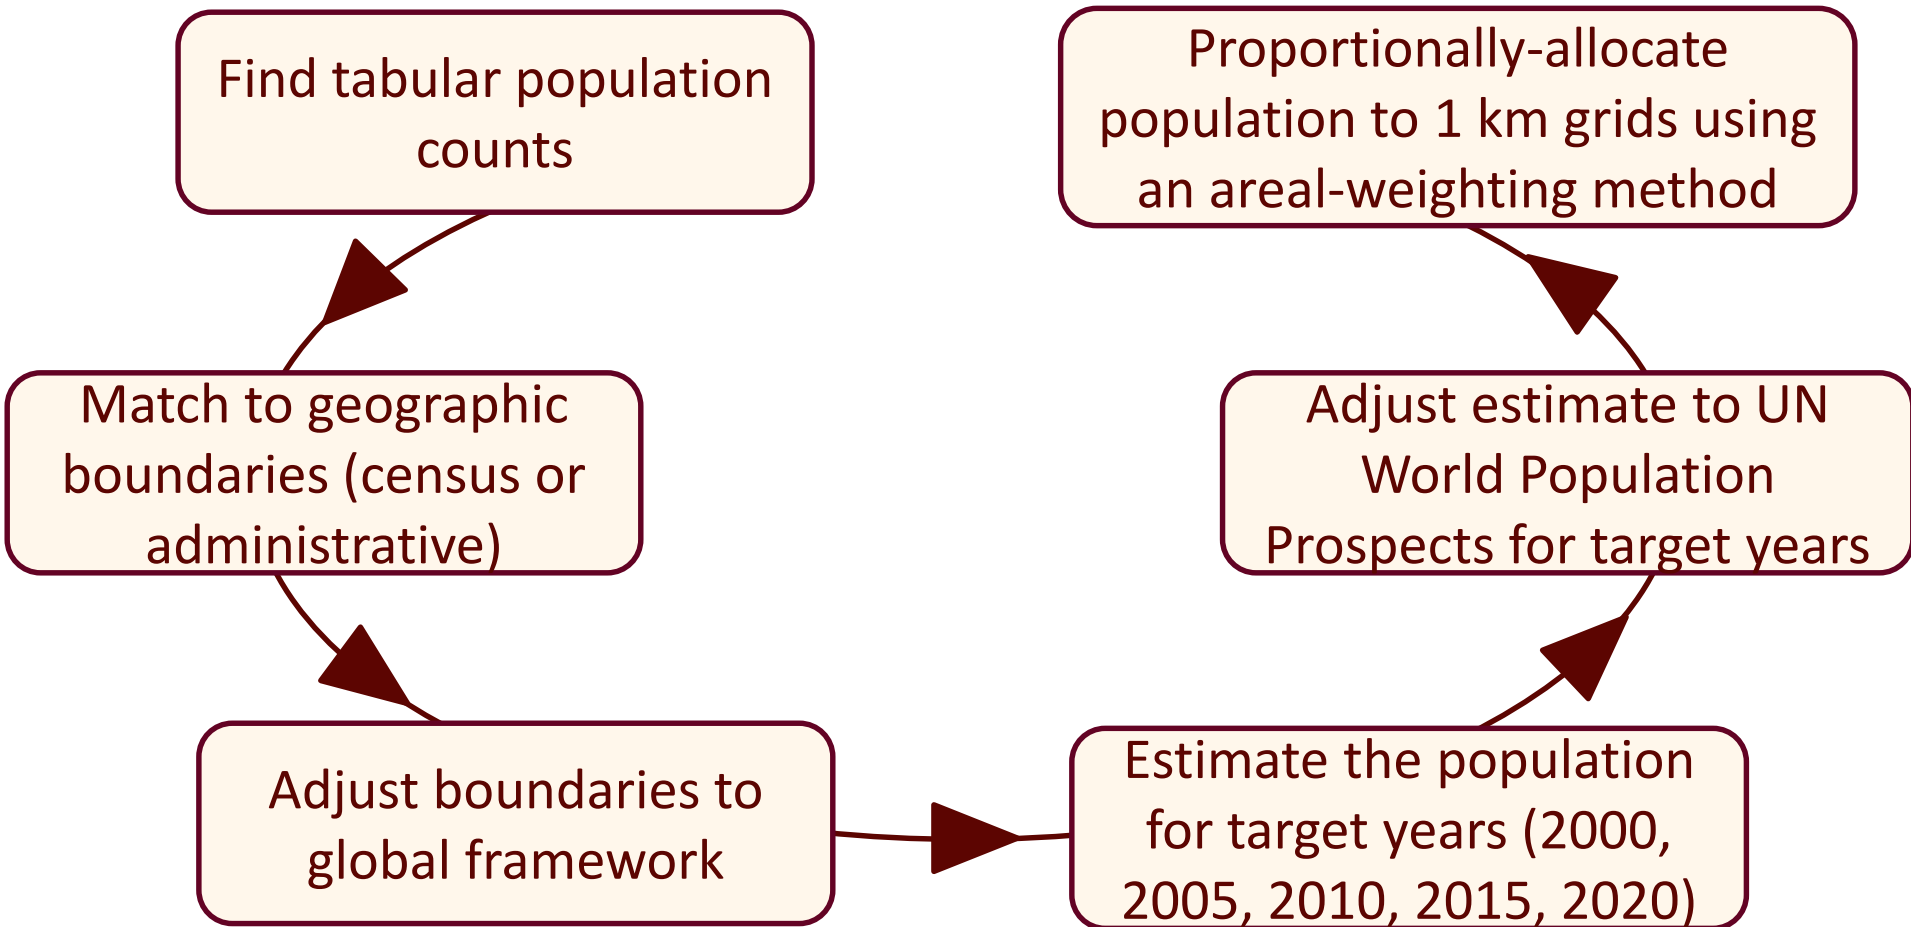 Find tabular population
counts
Match to geographic
boundaries (census or
administrative)
Adjust boundaries to
global framework
Estimate the population
for target years (2000,
2005, 2010, 2015, 2020)
Adjust estimate to UN
World Population
Prospects for target years
Proportionally-allocate
population to 1 km grids using
an areal-weighting method